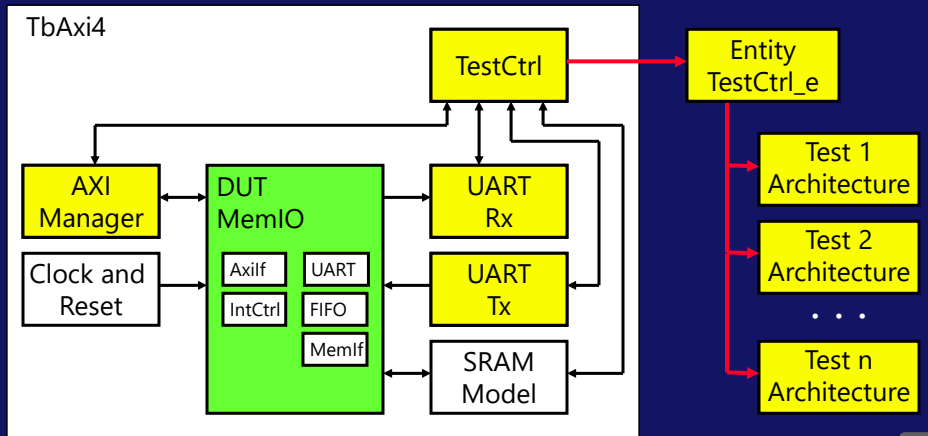 TbAxi4
TestCtrl
Entity
TestCtrl_e
Test 1
Architecture
Test 2
Architecture
. . .
Test n
Architecture
AXI
Manager
DUT
MemIO
UART
Rx
Clock and
Reset
AxiIf
UART
IntCtrl
FIFO
MemIf
UART
Tx
SRAM
Model